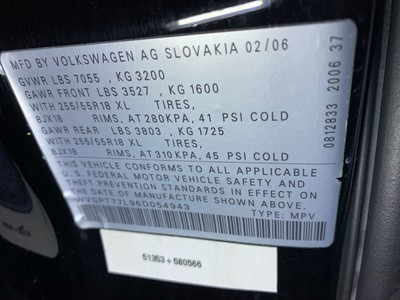 MFD BY VOLKSWAGEN AG SLOVAKIA 02/06
GVWR LBS 7055 , KG 3200
GAWR FRONT LBS 3527 , KG 1600
WITH 255/55R18 XL TIRES,
8JX18 RIMS, AT 280KPA, 41 PSI COLD
GAWR REAR LBS 3803 , KG 1725
WITH 255/55R18 XL TIRES,
8JX18 RIMS, AT 310KPA, 45 PSI COLD
THIS VEHICLE CONFORMS TO ALL APPLICABLE
U.S. FEDERAL MOTOR VEHICLE SAFETY AND
THEFT PREVENTION STANDARDS IN EFFECT ON
THE DATE OF MANUFACTURE SHOWN ABOVE.
TYPE: MPV
0812833 2006 37
51353+580566